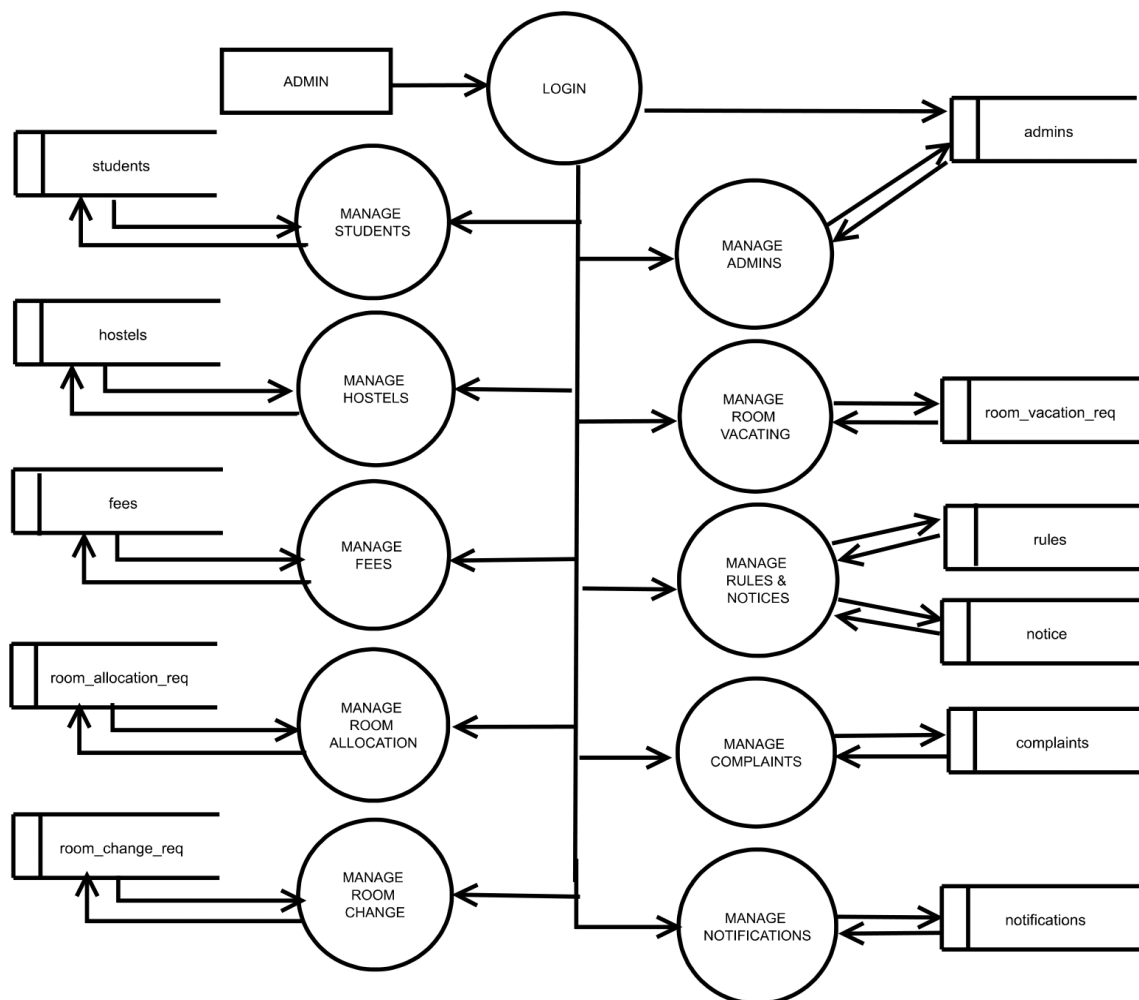 ADMIN
LOGIN
admins
students
MANAGE
STUDENTS
MANAGE
ADMINS
hostels
MANAGE
HOSTELS
MANAGE
ROOM
VACATING
room_vacation_req
fees
MANAGE
FEES
MANAGE
RULES &
NOTICES
rules
notice
room_allocation_req
MANAGE
ROOM
ALLOCATION
MANAGE
COMPLAINTS
complaints
room_change_req
MANAGE
ROOM
CHANGE
MANAGE
NOTIFICATIONS
notifications